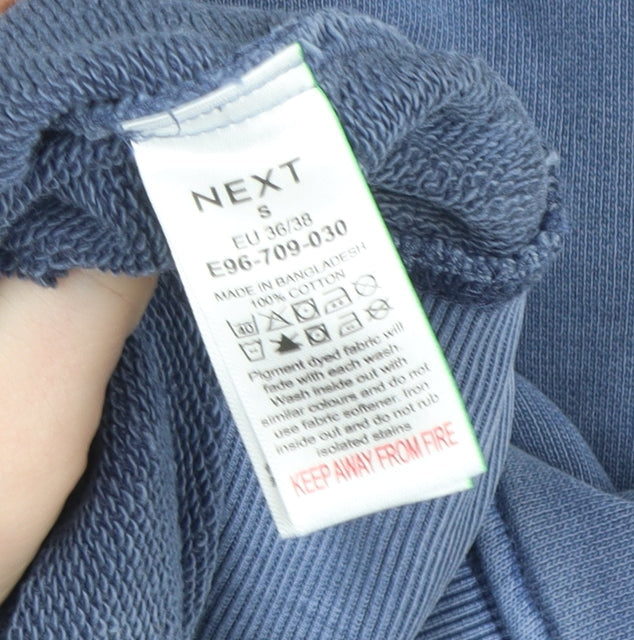 NEXT
S
EU 36/38
E96-709-030
MADE IN BANGLADESH
100% COTTON
40
Pigment dyed fabric will
fade with each wash.
Wash inside out with
similar colours and do not
use fabric softener. Iron
inside out and do not rub
isolated stains
KEEP AWAY FROM FIRE